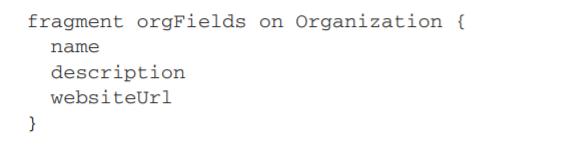 fragment orgFields on Organization {
  name
  description
  websiteUrl
}